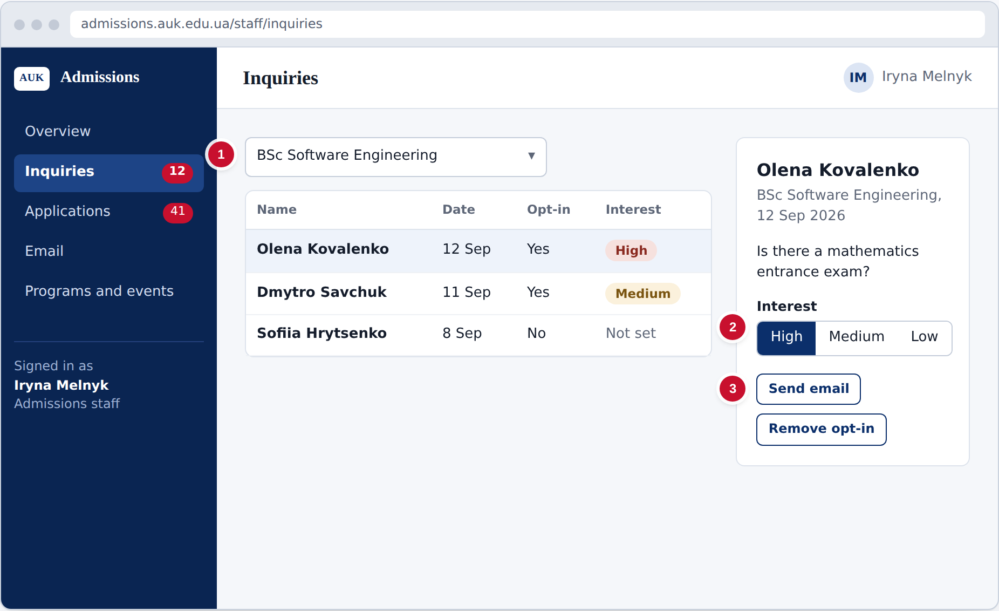 admissions.auk.edu.ua/staff/inquiries
AUK Admissions
Overview
Inquiries 12
Applications 41
Email
Programs and events
Signed in as
Iryna Melnyk
Admissions staff
Inquiries
IM Iryna Melnyk
1
BSc Software Engineering ▼
Name Date Opt-in Interest
Olena Kovalenko 12 Sep Yes High
Dmytro Savchuk 11 Sep Yes Medium
Sofiia Hrytsenko 8 Sep No Not set
Olena Kovalenko
BSc Software Engineering,
12 Sep 2026
Is there a mathematics
entrance exam?
Interest
2
High Medium Low
3
Send email
Remove opt-in